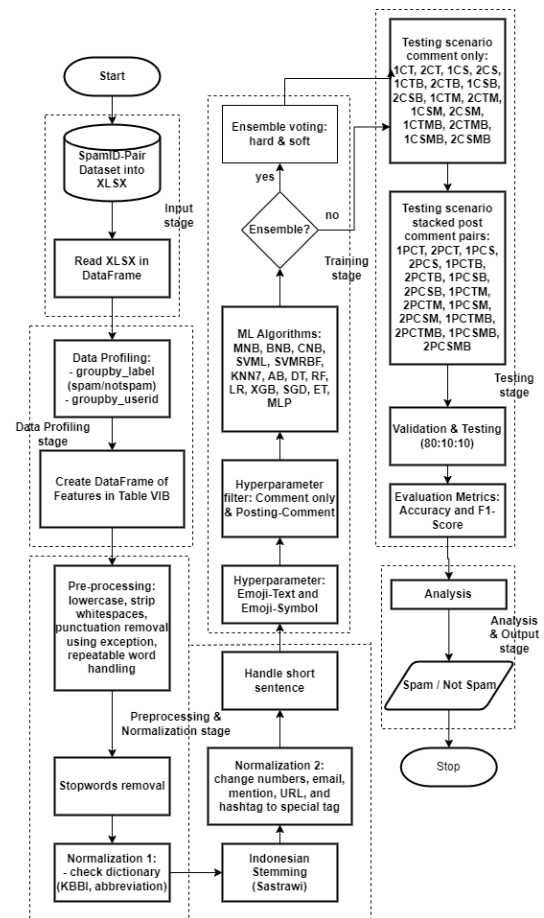 Start
SpamID-Pair
Dataset into
XLSX
Input
stage
Read XLSX in
DataFrame
Data Profiling:
- groupby_label
(spam/notspam)
- groupby_userid
Data Profiling
stage
Create DataFrame of
Features in Table VIB
Pre-processing:
lowercase, strip
whitespaces,
punctuation removal
using exception,
repeatable word
handling
Preprocessing &
Normalization stage
Stopwords removal
Normalization 1:
- check dictionary
(KBBI, abbreviation)
Indonesian
Stemming
(Sastrawi)
Normalization 2:
change numbers, email,
mention, URL, and
hashtag to special tag
Handle short
sentence
Hyperparameter:
Emoji-Text and
Emoji-Symbol
Hyperparameter
filter: Comment only
& Posting-Comment
ML Algorithms:
MNB, BNB, CNB,
SVML, SVMRBF,
KNN7, AB, DT, RF,
LR, XGB, SGD, ET,
MLP
Training
stage
Ensemble?
yes
no
Ensemble voting:
hard & soft
Testing scenario
comment only:
1CT, 2CT, 1CS, 2CS,
1CTB, 2CTB, 1CSB,
2CSB, 1CTM, 2CTM,
1CSM, 2CSM,
1CTMB, 2CTMB,
1CSMB, 2CSMB
Testing scenario
stacked post
comment pairs:
1PCT, 2PCT, 1PCS,
2PCS, 1PCTB,
2PCTB, 1PCSB,
2PCSB, 1PCTM,
2PCTM, 1PCSM,
2PCSM, 1PCTMB,
2PCTMB, 1PCSMB,
2PCSMB
Testing
stage
Validation & Testing
(80:10:10)
Evaluation Metrics:
Accuracy and F1-
Score
Analysis
Analysis
& Output
stage
Spam / Not Spam
Stop